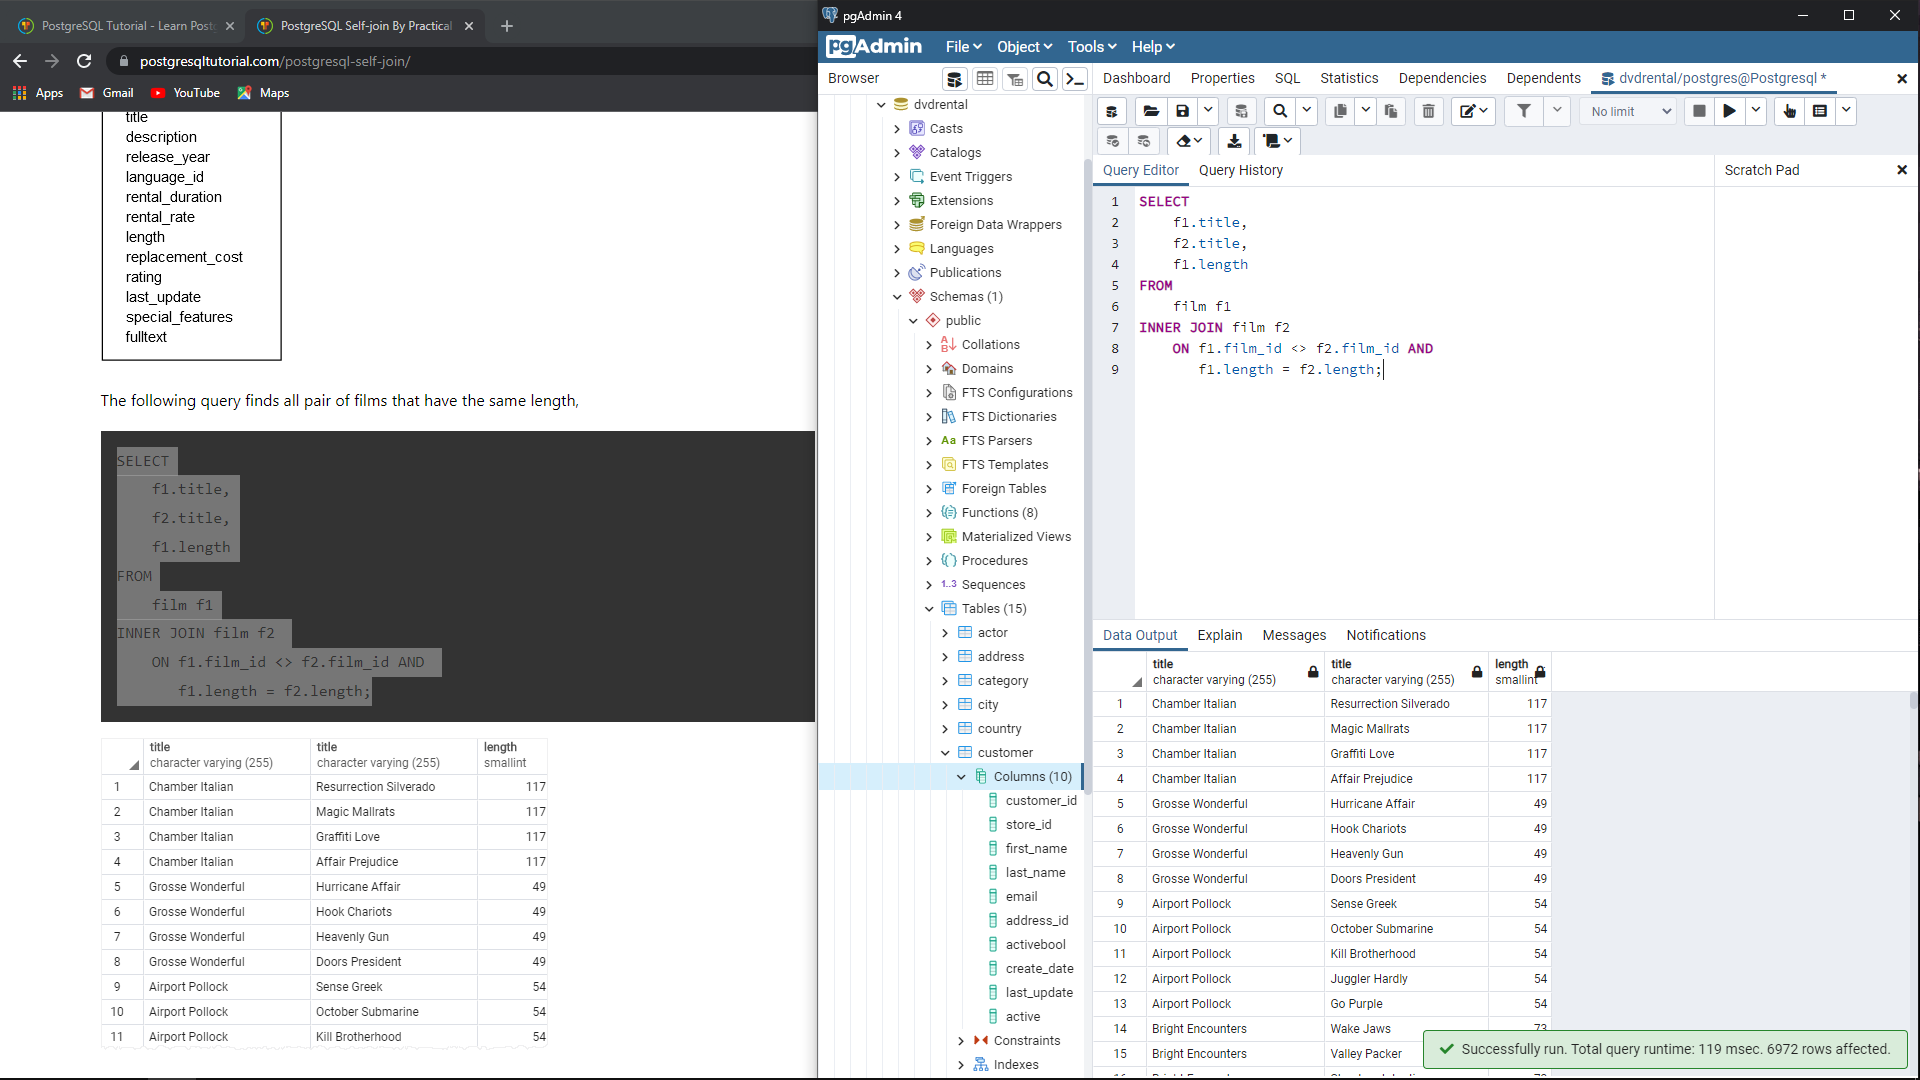 PostgreSQL Tutorial - Learn Post
PostgreSQL Self-join By Practical
postgresqltutorial.com/postgresql-self-join/
Apps
Gmail
YouTube
Maps
title
description
release_year
language_id
rental_duration
rental_rate
length
replacement_cost
rating
last_update
special_features
fulltext
The following query finds all pair of films that have the same length,
SELECT
f1.title,
f2.title,
f1.length
FROM
film f1
INNER JOIN film f2
ON f1.film_id <> f2.film_id AND
f1.length = f2.length;
title title length
character varying (255) character varying (255) smallint
1 Chamber Italian Resurrection Silverado 117
2 Chamber Italian Magic Mallrats 117
3 Chamber Italian Graffiti Love 117
4 Chamber Italian Affair Prejudice 117
5 Grosse Wonderful Hurricane Affair 49
6 Grosse Wonderful Hook Chariots 49
7 Grosse Wonderful Heavenly Gun 49
8 Grosse Wonderful Doors President 49
9 Airport Pollock Sense Greek 54
10 Airport Pollock October Submarine 54
11 Airport Pollock Kill Brotherhood 54
pgAdmin 4
pgAdmin
File Object Tools Help
Browser
dvdrental
Casts
Catalogs
Event Triggers
Extensions
Foreign Data Wrappers
Languages
Publications
Schemas (1)
public
Collations
Domains
FTS Configurations
FTS Dictionaries
Aa FTS Parsers
FTS Templates
Foreign Tables
Functions (8)
Materialized Views
Procedures
1..3 Sequences
Tables (15)
actor
address
category
city
country
customer
Columns (10)
customer_id
store_id
first_name
last_name
email
address_id
activebool
create_date
last_update
active
Constraints
Indexes
Dashboard Properties SQL Statistics Dependencies Dependents dvdrental/postgres@Postgresql *
No limit
Query Editor Query History
Scratch Pad
1 SELECT
2 f1.title,
3 f2.title,
4 f1.length
5 FROM
6 film f1
7 INNER JOIN film f2
8 ON f1.film_id <> f2.film_id AND
9 f1.length = f2.length;
Data Output Explain Messages Notifications
title title length
character varying (255) character varying (255) smallint
1 Chamber Italian Resurrection Silverado 117
2 Chamber Italian Magic Mallrats 117
3 Chamber Italian Graffiti Love 117
4 Chamber Italian Affair Prejudice 117
5 Grosse Wonderful Hurricane Affair 49
6 Grosse Wonderful Hook Chariots 49
7 Grosse Wonderful Heavenly Gun 49
8 Grosse Wonderful Doors President 49
9 Airport Pollock Sense Greek 54
10 Airport Pollock October Submarine 54
11 Airport Pollock Kill Brotherhood 54
12 Airport Pollock Juggler Hardly 54
13 Airport Pollock Go Purple 54
14 Bright Encounters Wake Jaws 73
15 Bright Encounters Valley Packer
Successfully run. Total query runtime: 119 msec. 6972 rows affected.